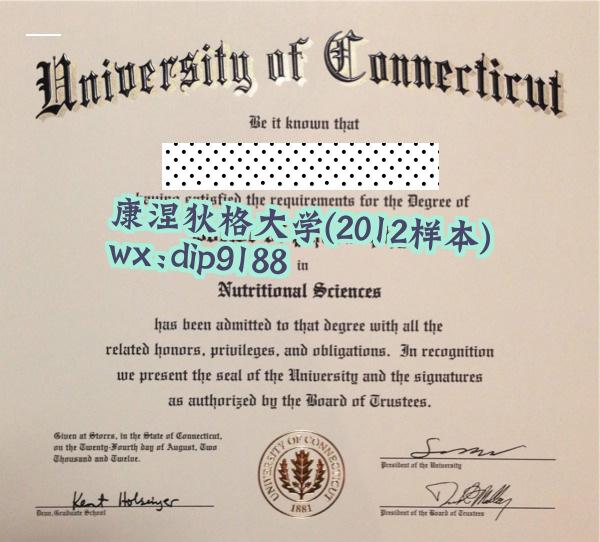 University of Connecticut
Be it known that
having satisfied the requirements for the Degree of
康涅狄格大学(2012样本)
wx:dip9188
in
Nutritional Sciences
has been admitted to that degree with all the
related honors, privileges, and obligations. In recognition
we present the seal of the University and the signatures
as authorized by the Board of Trustees.
Given at Storrs, in the State of Connecticut,
on the Twenty-Fourth day of August, Two
Thousand and Twelve.
UNIVERSITY OF CONNECTICUT
1881
President of the University
Kent Holsinger
Dean, Graduate School
President of the Board of Trustees